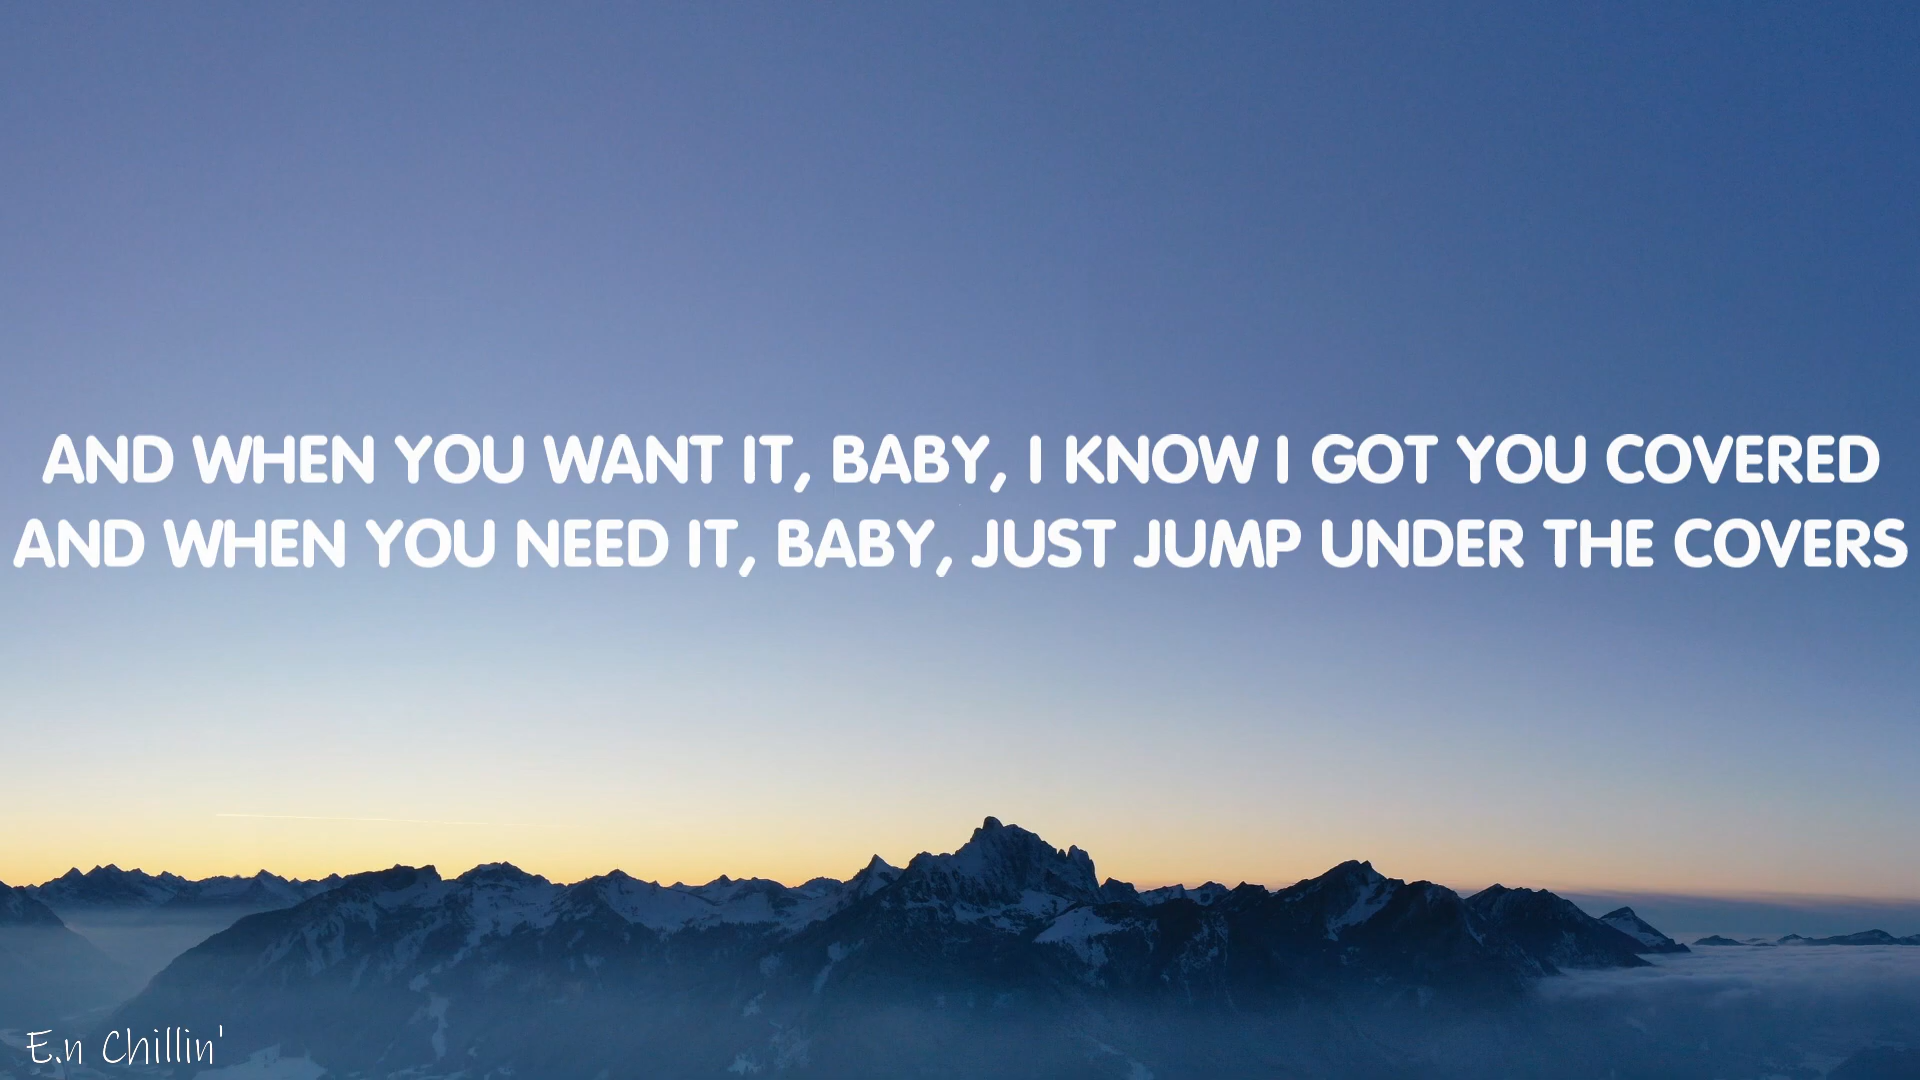 AND WHEN YOU WANT IT, BABY, I KNOW I GOT YOU COVERED
AND WHEN YOU NEED IT, BABY, JUST JUMP UNDER THE COVERS
E.n Chillin'